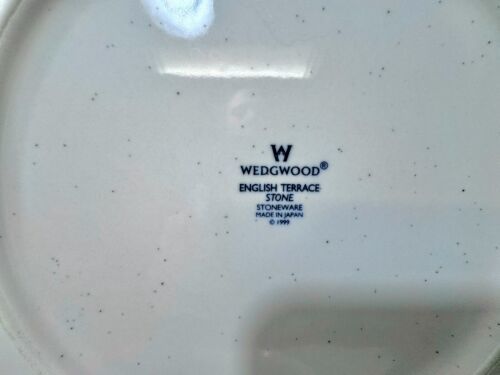 W
WEDGWOOD®
ENGLISH TERRACE
STONE
STONEWARE
MADE IN JAPAN
© 1999